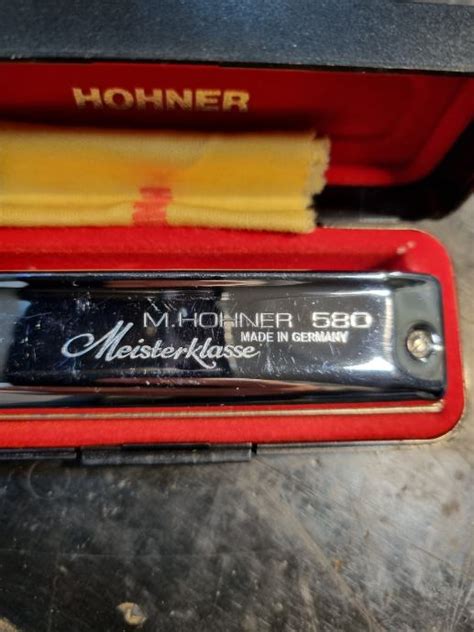 HOHNER
M. HOHNER 580
MADE IN GERMANY
Meisterklasse